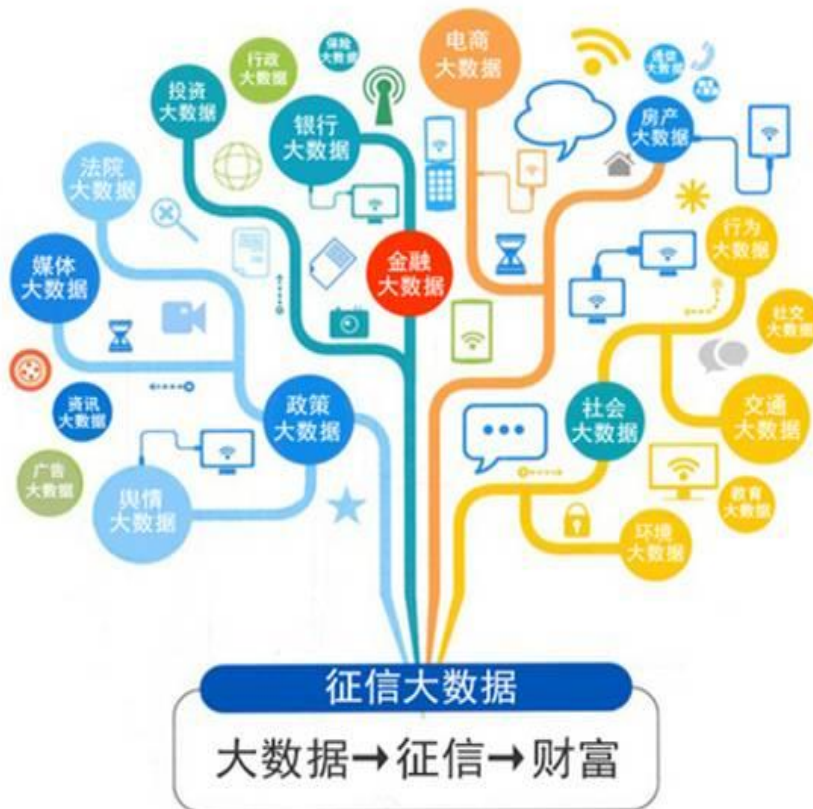 电商
大数据
保险
大数据
行政
大数据
通信
大数据
投资
大数据
银行
大数据
房产
大数据
法院
大数据
行为
大数据
媒体
大数据
金融
大数据
社交
大数据
资讯
大数据
政策
大数据
社会
大数据
交通
大数据
广告
大数据
舆情
大数据
教育
大数据
环境
大数据
征信大数据
大数据→征信→财富